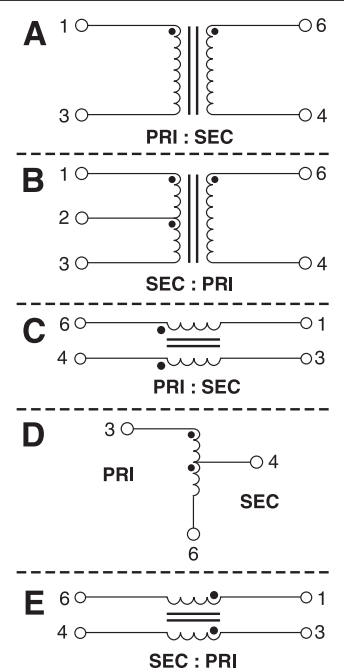 A 1 6
3 4
PRI : SEC
B 1 6
2
3 4
SEC : PRI
C 6 1
4 3
PRI : SEC
D 3
4
PRI
SEC
6
E 6 1
4 3
SEC : PRI